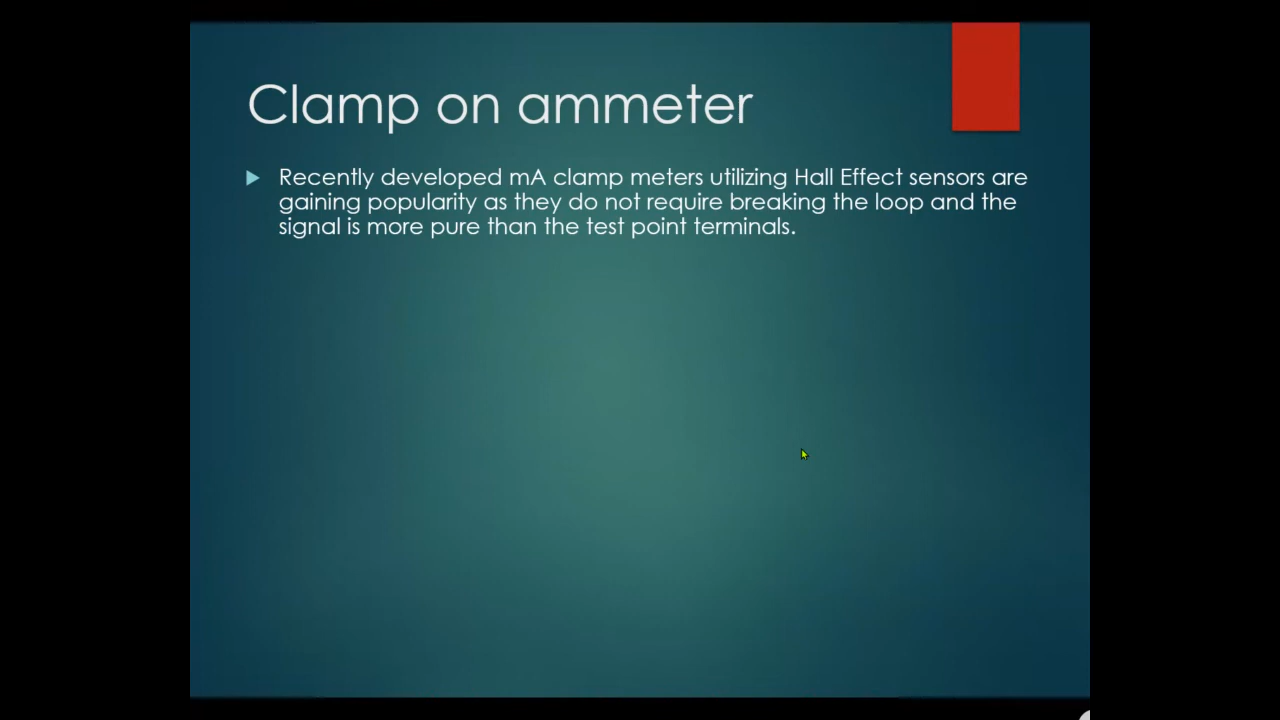 Clamp on ammeter
Recently developed mA clamp meters utilizing Hall Effect sensors are
gaining popularity as they do not require breaking the loop and the
signal is more pure than the test point terminals.